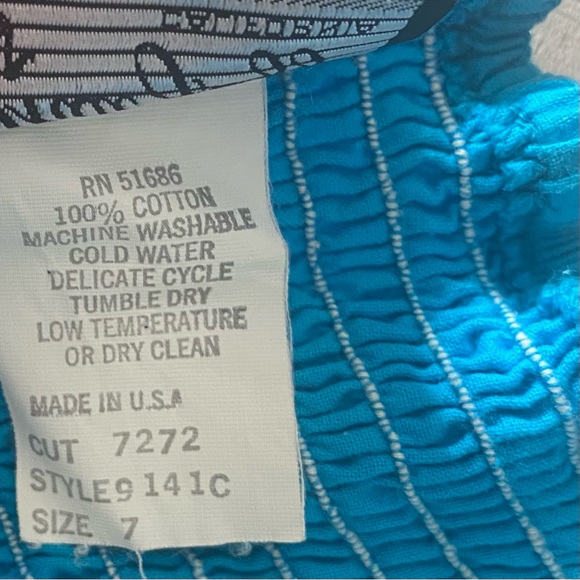 RN 51686
100% COTTON
MACHINE WASHABLE
COLD WATER
DELICATE CYCLE
TUMBLE DRY
LOW TEMPERATURE
OR DRY CLEAN
MADE IN U.S.A
CUT 7272
STYLE 9141C
SIZE 7